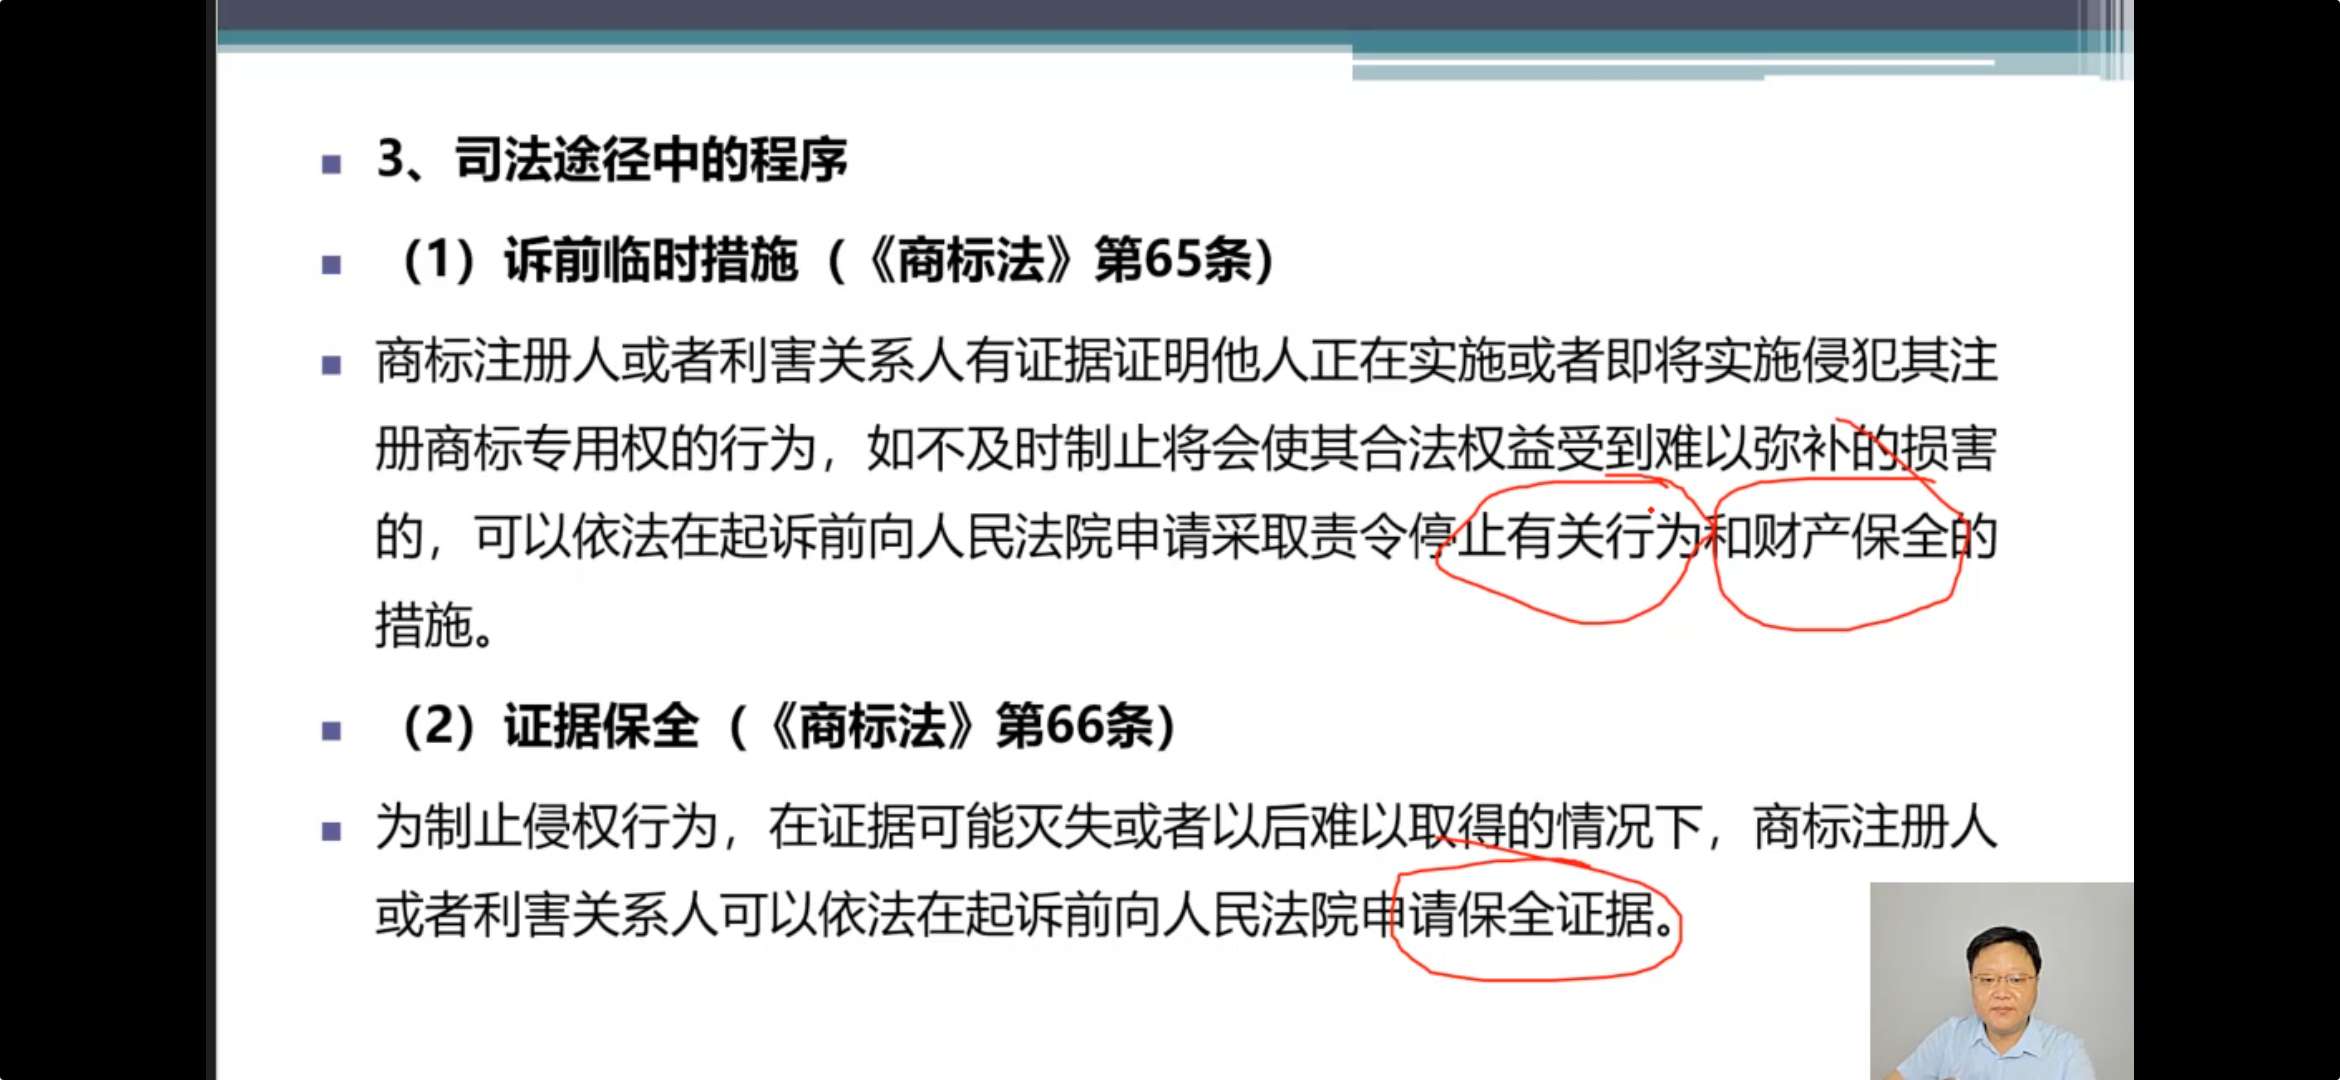 3、司法途径中的程序
（1）诉前临时措施（《商标法》第65条）
商标注册人或者利害关系人有证据证明他人正在实施或者即将实施侵犯其注
册商标专用权的行为，如不及时制止将会使其合法权益受到难以弥补的损害
的，可以依法在起诉前向人民法院申请采取责令停止有关行为和财产保全的
措施。
（2）证据保全（《商标法》第66条）
为制止侵权行为，在证据可能灭失或者以后难以取得的情况下，商标注册人
或者利害关系人可以依法在起诉前向人民法院申请保全证据。